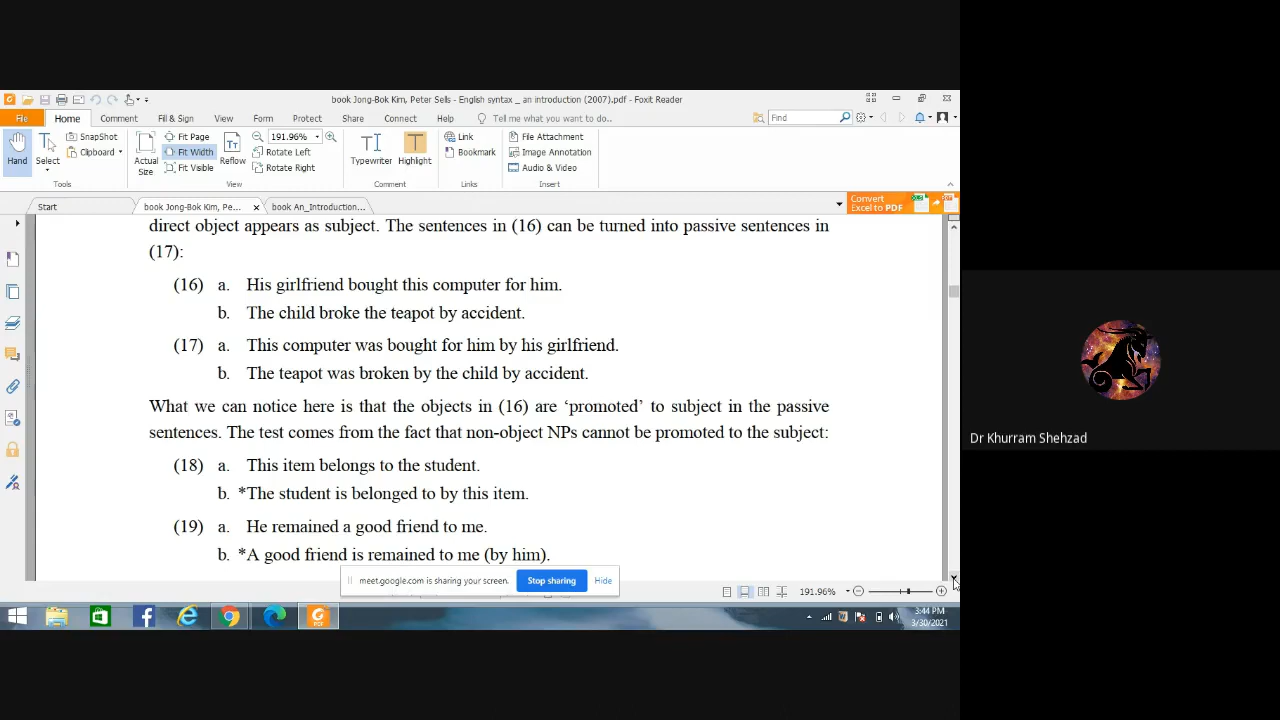 book Jong-Bok Kim, Peter Sells - English syntax _ an introduction (2007).pdf - Foxit Reader
File Home Comment Fill & Sign View Form Protect Share Connect Help Tell me what you want to do.. Find
Hand
Select
SnapShot
Clipboard
Tools
Actual Size
Fit Page
Fit Width
Fit Visible
Reflow
191.96%
Rotate Left
Rotate Right
View
Typewriter
Highlight
Comment
Link
Bookmark
Links
File Attachment
Image Annotation
Audio & Video
Insert
Start book Jong-Bok Kim, Pe... book An_Introduction...
Convert
Excel to PDF
direct object appears as subject. The sentences in (16) can be turned into passive sentences in
(17):
(16) a. His girlfriend bought this computer for him.
b. The child broke the teapot by accident.
(17) a. This computer was bought for him by his girlfriend.
b. The teapot was broken by the child by accident.
What we can notice here is that the objects in (16) are ‘promoted’ to subject in the passive
sentences. The test comes from the fact that non-object NPs cannot be promoted to the subject:
(18) a. This item belongs to the student.
b. *The student is belonged to by this item.
(19) a. He remained a good friend to me.
b. *A good friend is remained to me (by him).
meet.google.com is sharing your screen. Stop sharing Hide
191.96%
3:44 PM
3/30/2021
Dr Khurram Shehzad